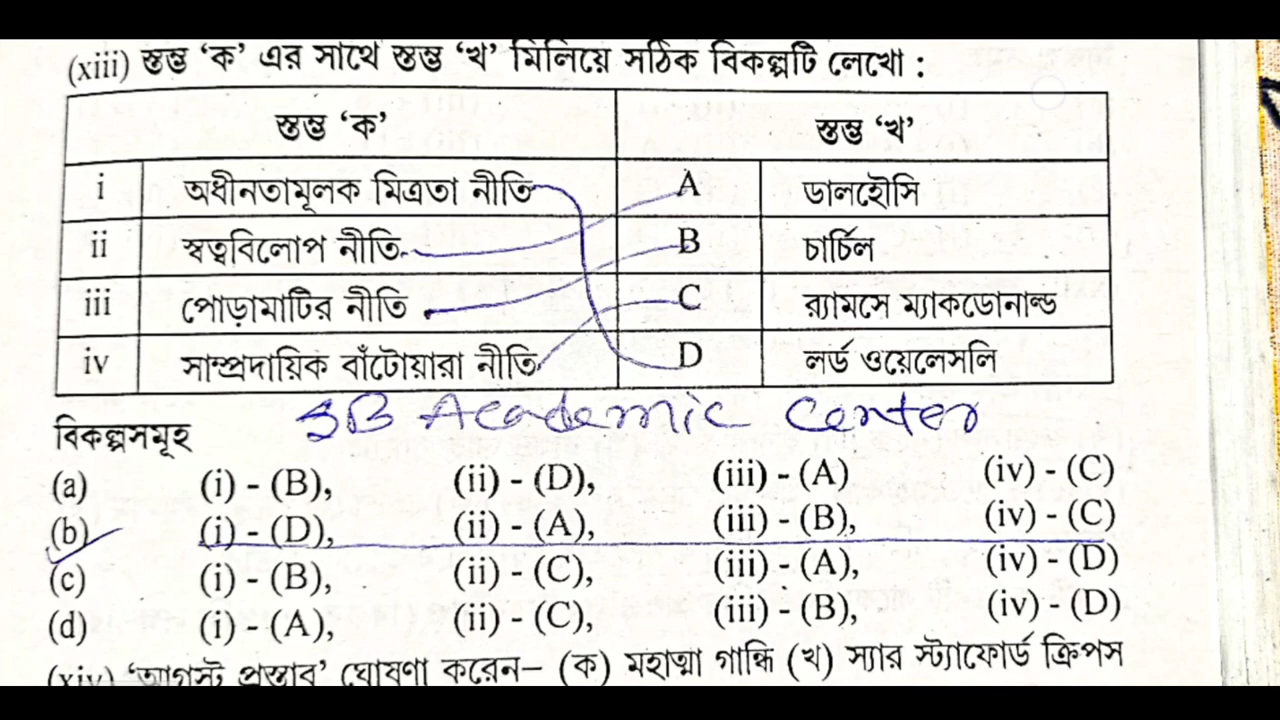 (xiii) স্তম্ভ ‘ক’ এর সাথে স্তম্ভ ‘খ’ মিলিয়ে সঠিক বিকল্পটি লেখো :
স্তম্ভ ‘ক’ স্তম্ভ ‘খ’
i অধীনতামূলক মিত্রতা নীতি A ডালহৌসি
ii স্বত্ববিলোপ নীতি B চার্চিল
iii পোড়ামাটির নীতি C র‍্যামসে ম্যাকডোনাল্ড
iv সাম্প্রদায়িক বাঁটোয়ারা নীতি D লর্ড ওয়েলেসলি
SB Academic Center
বিকল্পসমূহ
(a) (i) - (B), (ii) - (D), (iii) - (A) (iv) - (C)
(b) (i) - (D), (ii) - (A), (iii) - (B), (iv) - (C)
(c) (i) - (B), (ii) - (C), (iii) - (A), (iv) - (D)
(d) (i) - (A), (ii) - (C), (iii) - (B), (iv) - (D)
(xiv) ‘আগস্ট প্রস্তাব’ ঘোষণা করেন– (ক) মহাত্মা গান্ধি (খ) স্যার স্ট্যাফোর্ড ক্রিপস